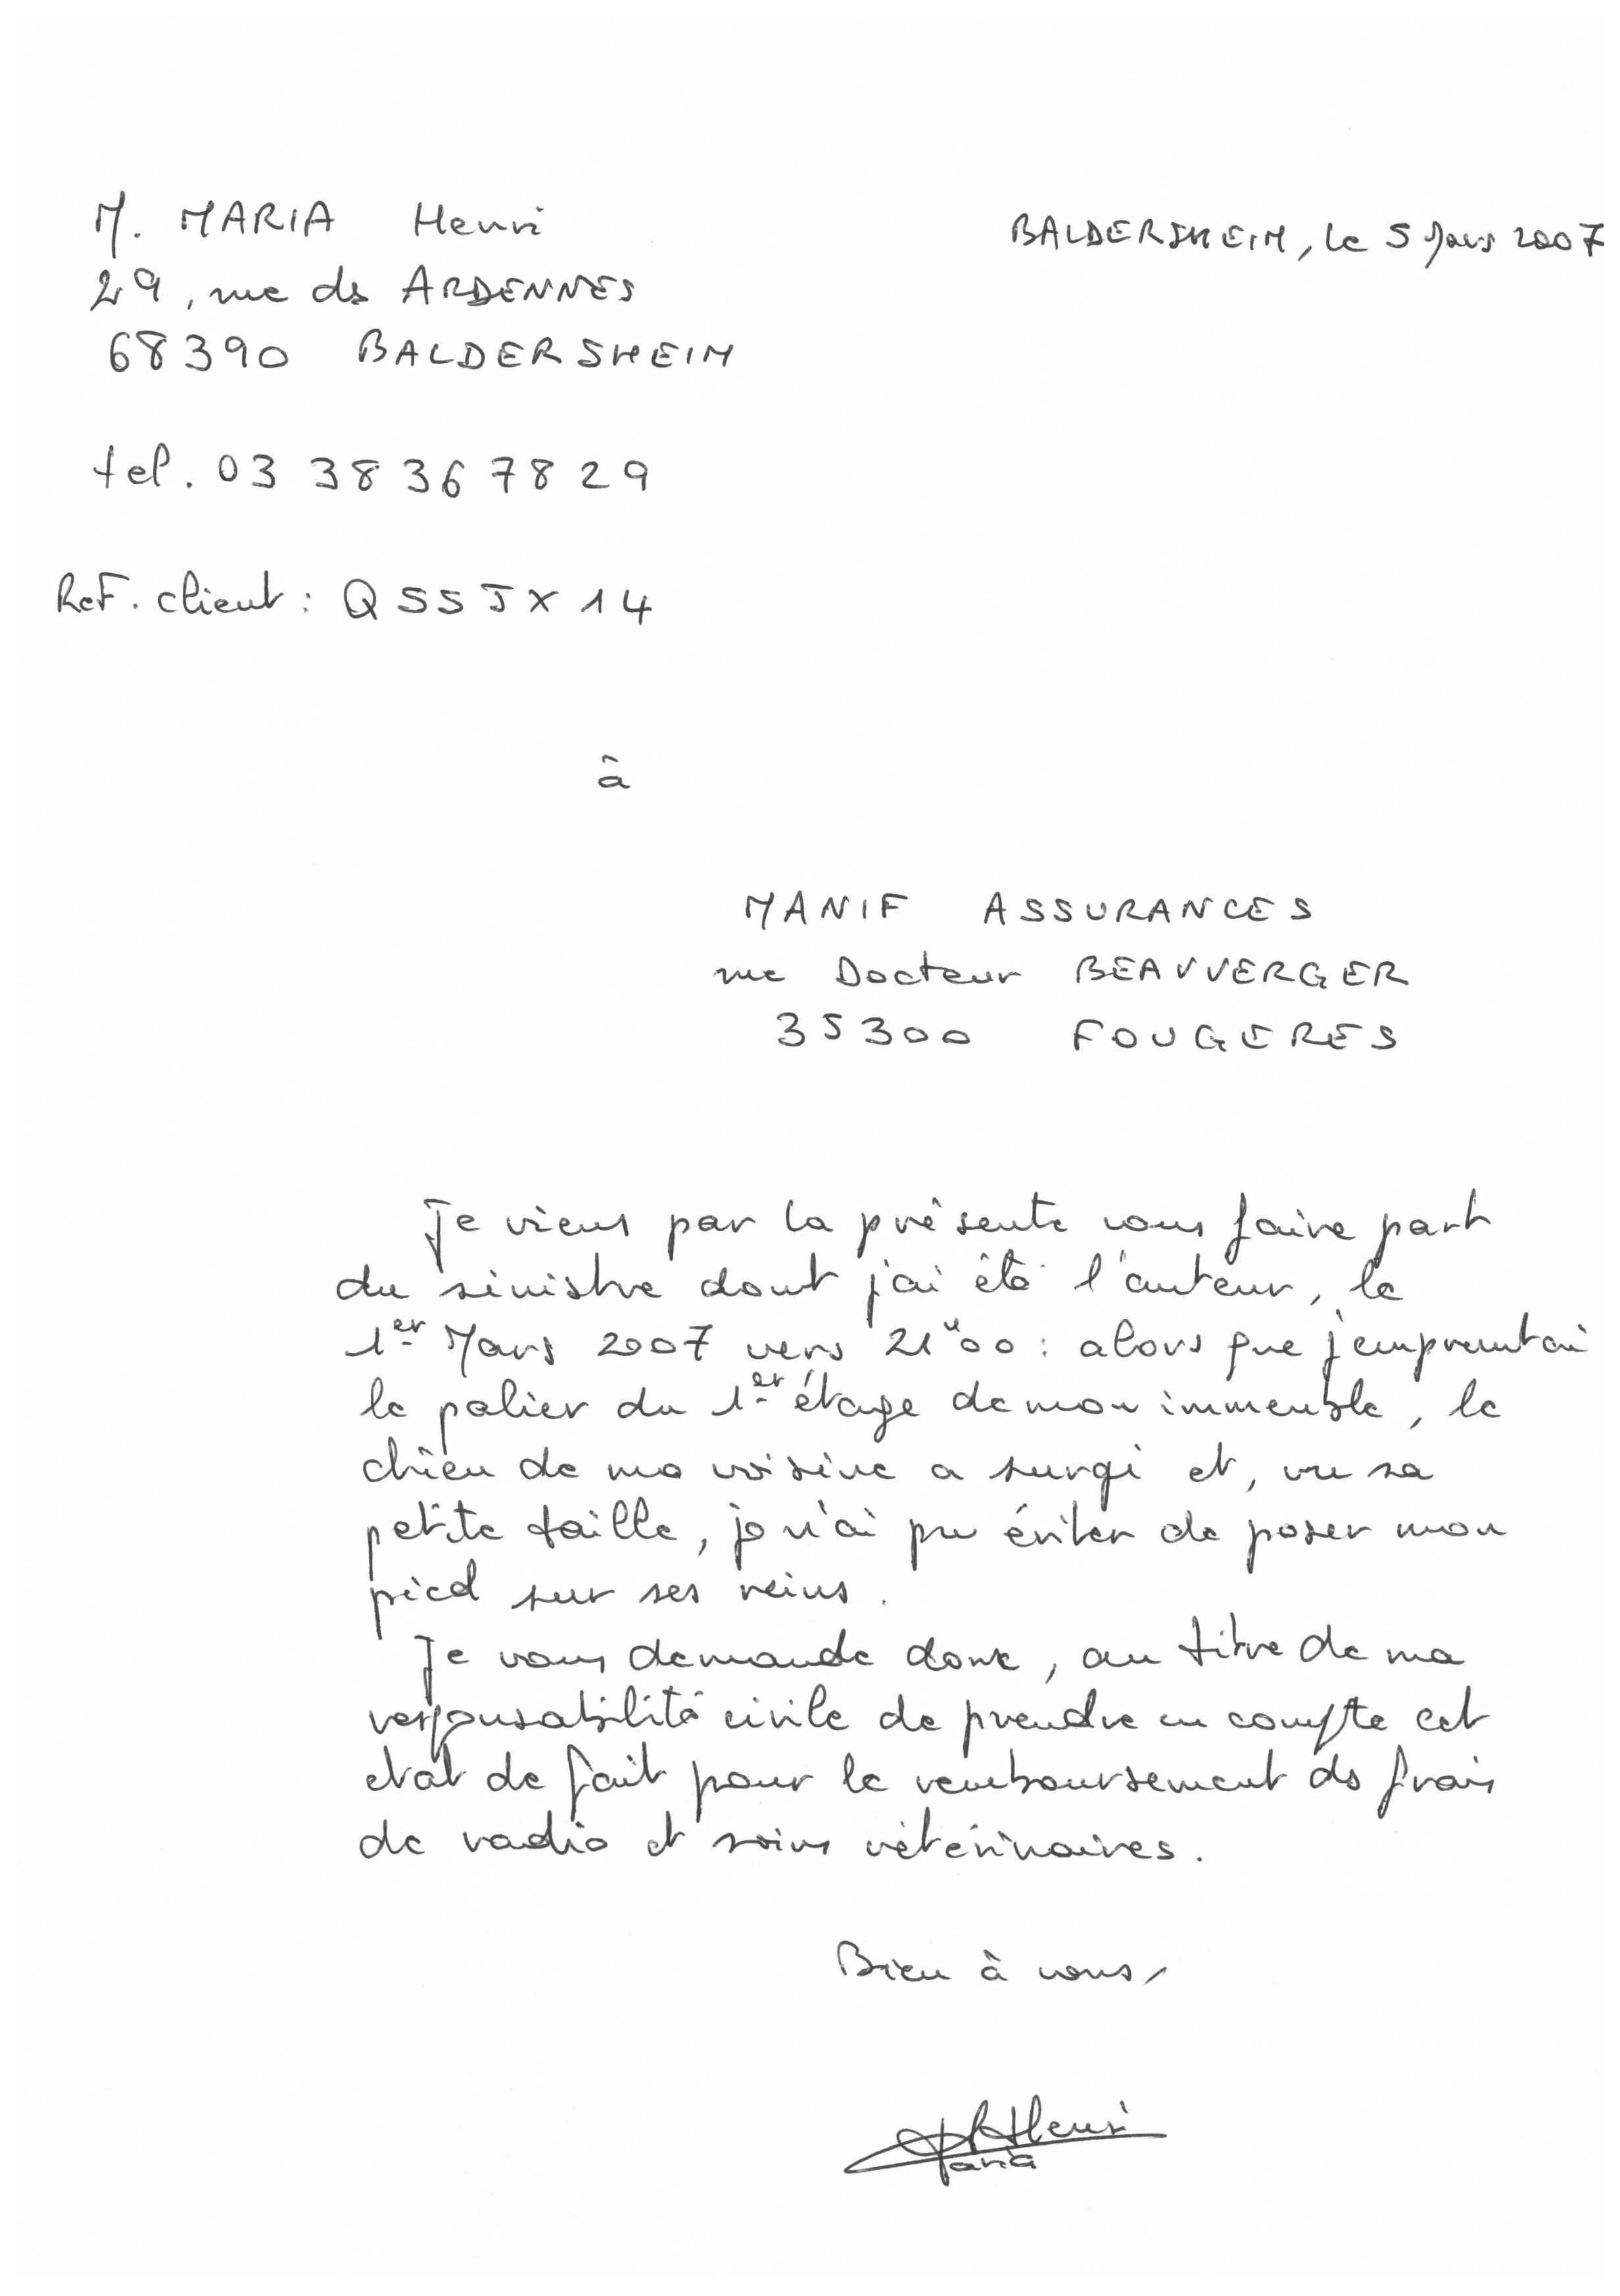 M. MARIA Henri
BALDERSHEIM, le 5 Mars 2007
29, rue des ARDENNES
68390 BALDERSHEIM
tel. 03 38 36 78 29
Ref. client : QSSJX14
à
MANIF ASSURANCES
rue Docteur BEAUVERGER
35300 FOUGERES
Je viens par la présente vous faire part
du sinistre dont j'ai été l'auteur, le
1er Mars 2007 vers 21H00 : alors que j'empruntai
le palier du 1er étage de mon immeuble, le
chien de ma voisine a surgi et, vu sa
petite taille, je n'ai pu éviter de poser mon
pied sur ses reins.
Je vous demande donc, au titre de ma
responsabilité civile de prendre en compte cet
etat de fait pour le remboursement des frais
de radio et soins vétérinaires.
Bien à vous,
Henri
Maria